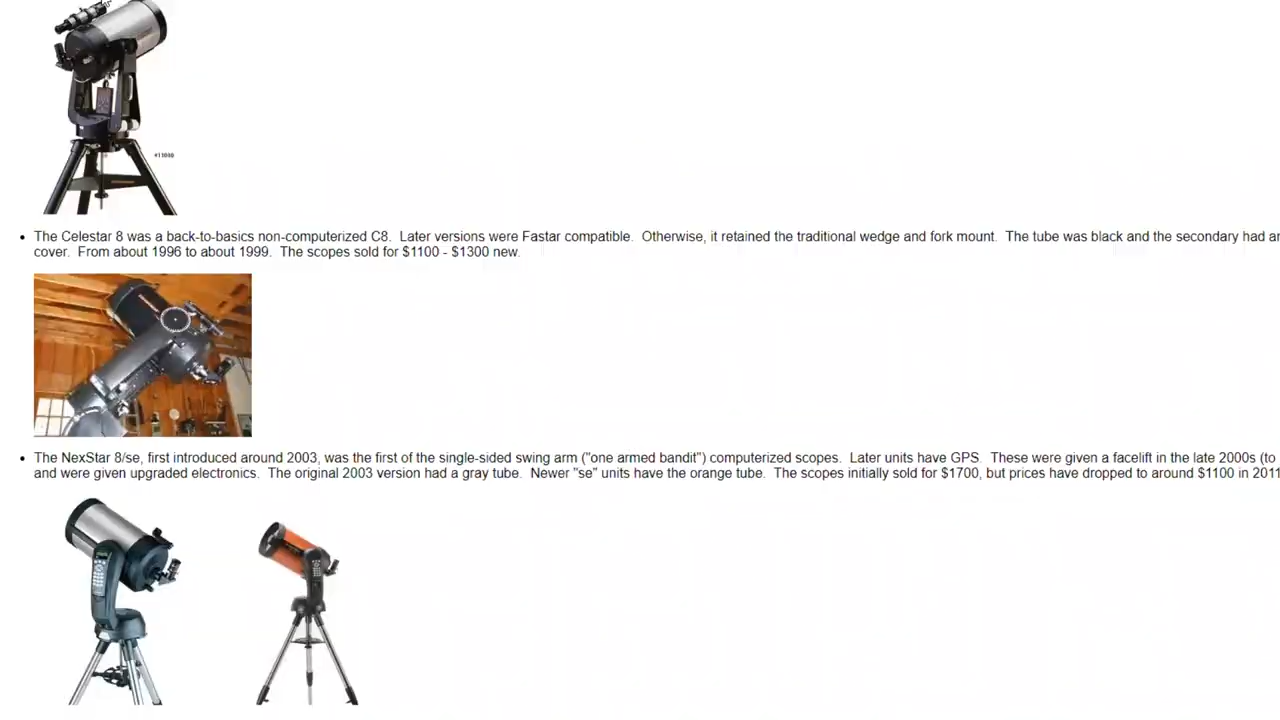 #11098
• The Celestar 8 was a back-to-basics non-computerized C8.  Later versions were Fastar compatible.  Otherwise, it retained the traditional wedge and fork mount.  The tube was black and the secondary had
cover.  From about 1996 to about 1999.  The scopes sold for $1100 - $1300 new.
• The NexStar 8/se, first introduced around 2003, was the first of the single-sided swing arm ("one armed bandit") computerized scopes.  Later units have GPS.  These were given a facelift in the late 2000s (to
and were given upgraded electronics.  The original 2003 version had a gray tube.  Newer "se" units have the orange tube.  The scopes initially sold for $1700, but prices have dropped to around $1100 in 2011